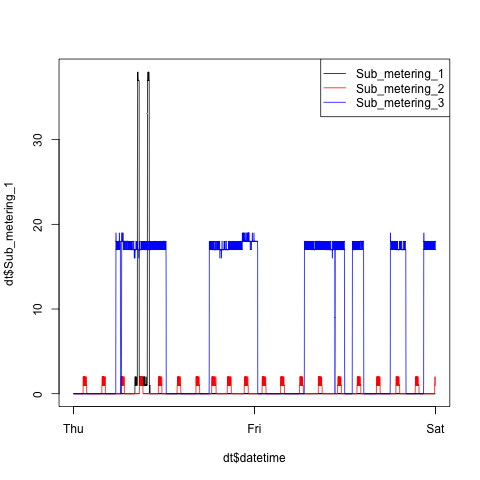 Sub_metering_1
Sub_metering_2
Sub_metering_3
dt$Sub_metering_1
30
20
10
0
Thu
Fri
Sat
dt$datetime